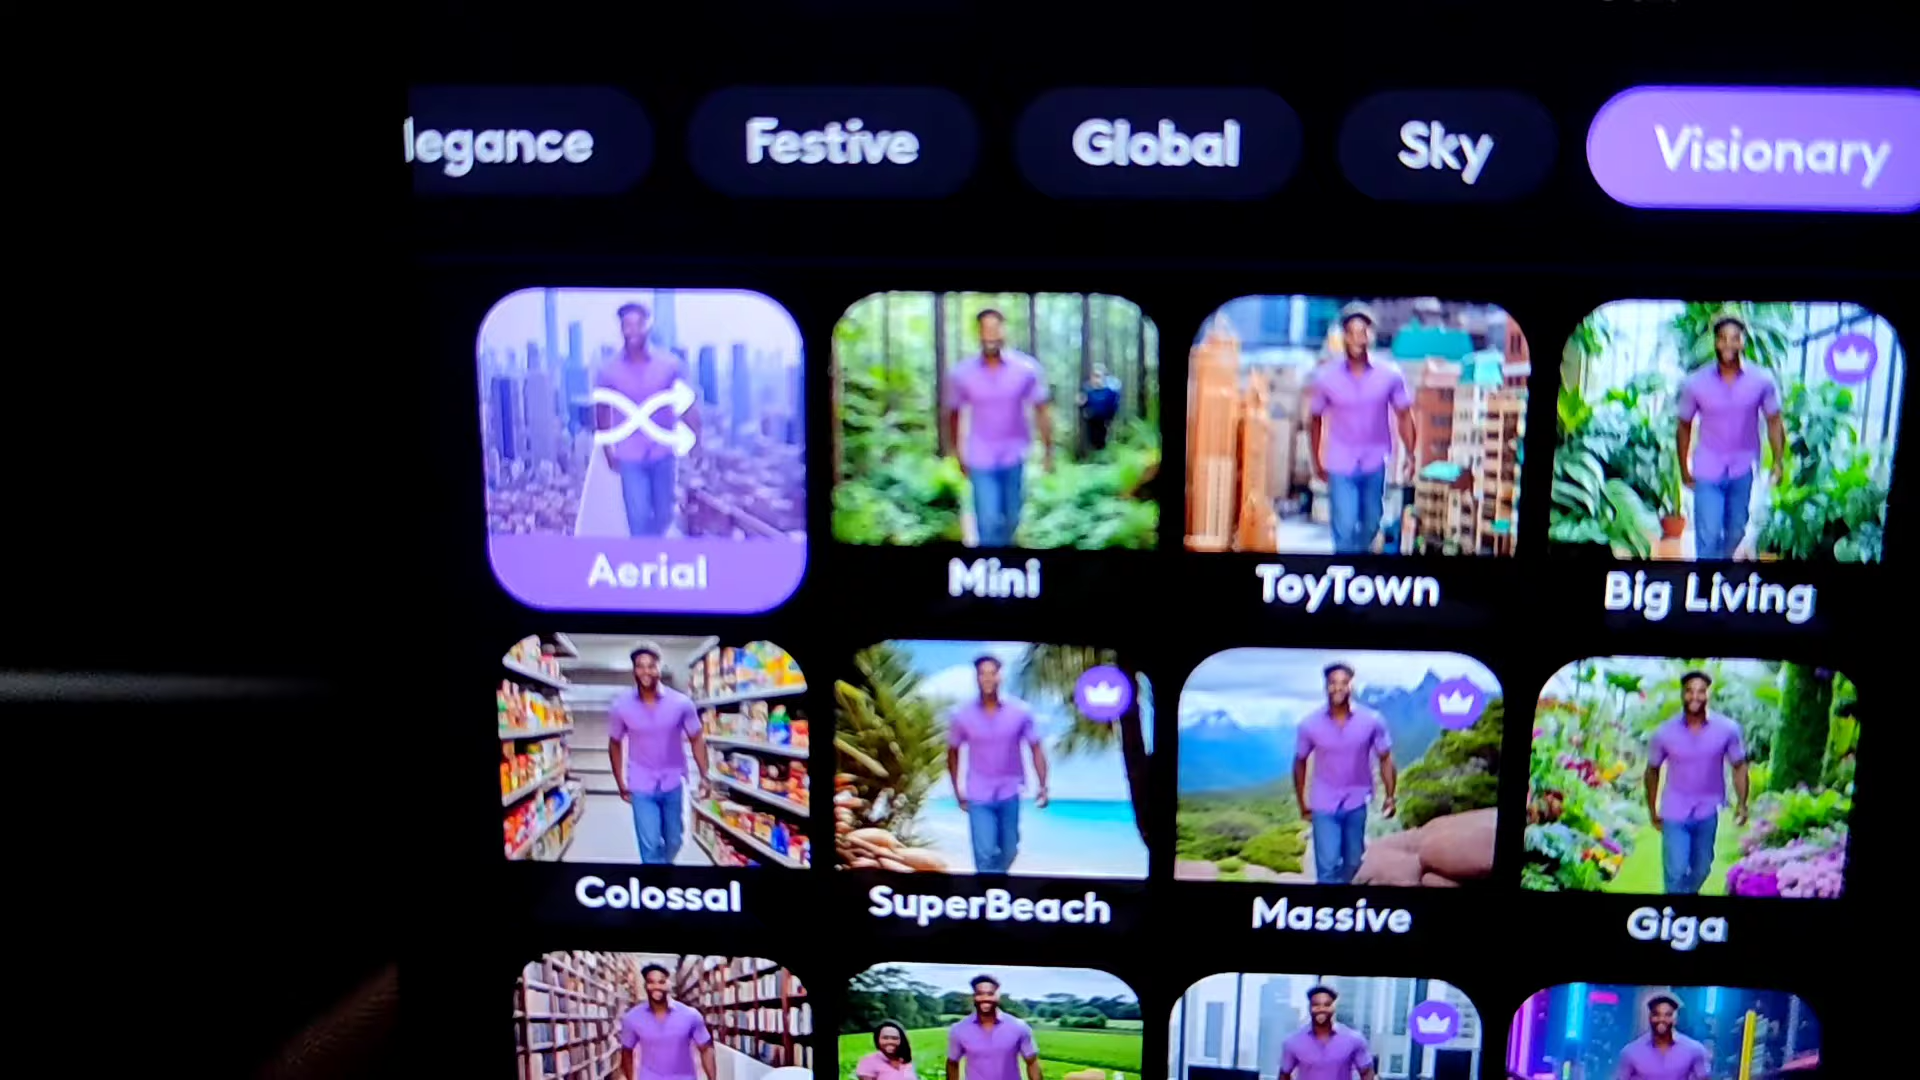 legance Festive Global Sky Visionary
Aerial Mini ToyTown Big Living
Colossal SuperBeach Massive Giga